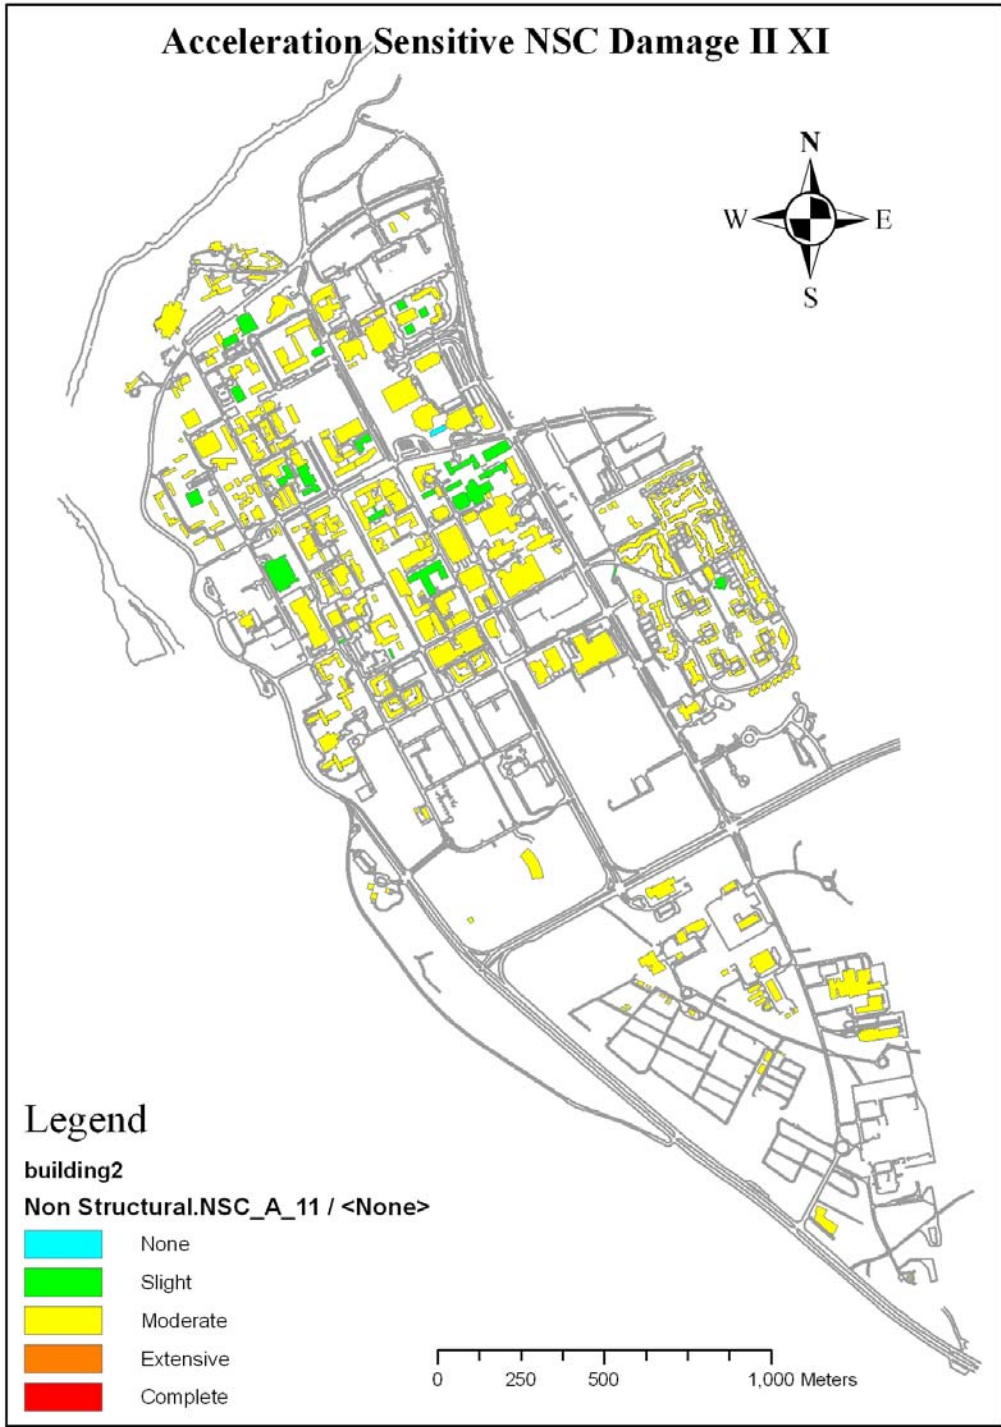 Acceleration Sensitive NSC Damage II XI
N
W E
S
Legend
building2
Non Structural.NSC_A_11 / <None>
None
Slight
Moderate
Extensive
Complete
0 250 500 1,000 Meters